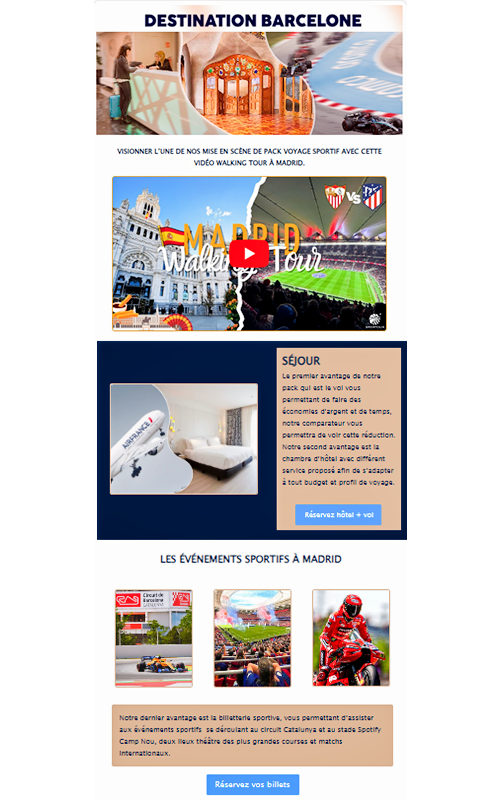 DESTINATION BARCELONE
VISIONNER L'UNE DE NOS MISE EN SCÈNE DE PACK VOYAGE SPORTIF AVEC CETTE
VIDÉO WALKING TOUR À MADRID.
VS
MADRID
Walking Tour
SÉJOUR
Le premier avantage de notre
pack qui est le vol vous
permettant de faire des
économies d'argent et de temps,
notre comparateur vous
permettra de voir cette réduction.
Notre second avantage est la
chambre d'hôtel avec différent
service proposé afin de s'adapter
à tout budget et profil de voyage.
AIRFRANCE
Réservez hôtel + vol
LES ÉVÉNEMENTS SPORTIFS À MADRID
Circuit de
Barcelona
Notre dernier avantage est la billetterie sportive, vous permettant d'assister
aux événements sportifs se déroulant au circuit Catalunya et au stade Spotify
Camp Nou, deux lieux théâtre des plus grandes courses et matchs
internationaux.
Réservez vos billets